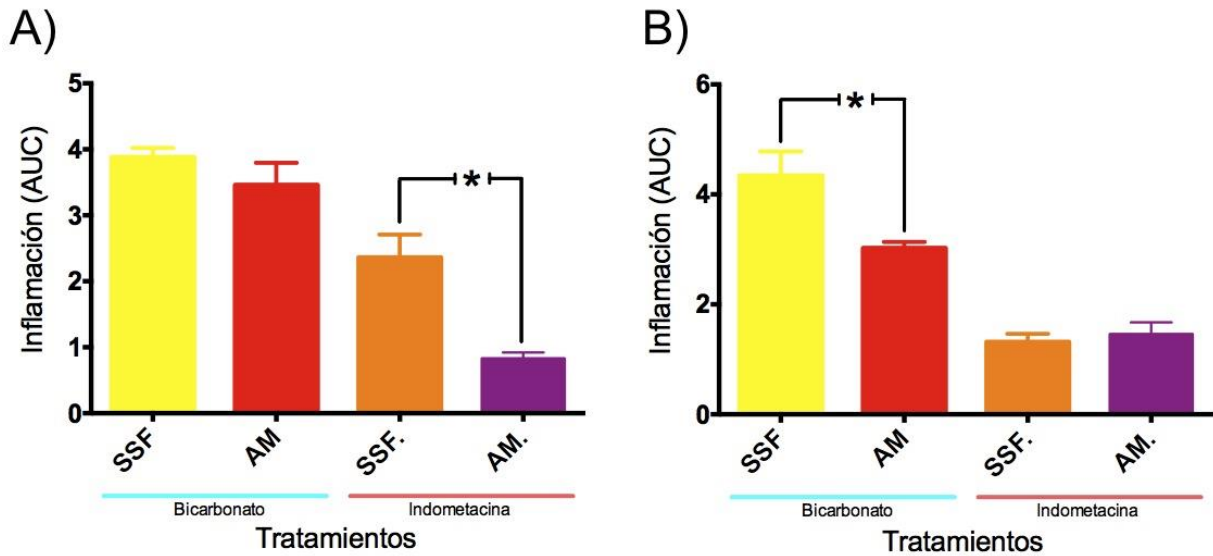 A)
Inflamación (AUC)
5
4
3
2
1
0
*
SSF
AM
SSF.
AM.
Bicarbonato
Indometacina
Tratamientos
B)
Inflamación (AUC)
6
4
2
0
*
SSF
AM
SSF.
AM.
Bicarbonato
Indometacina
Tratamientos